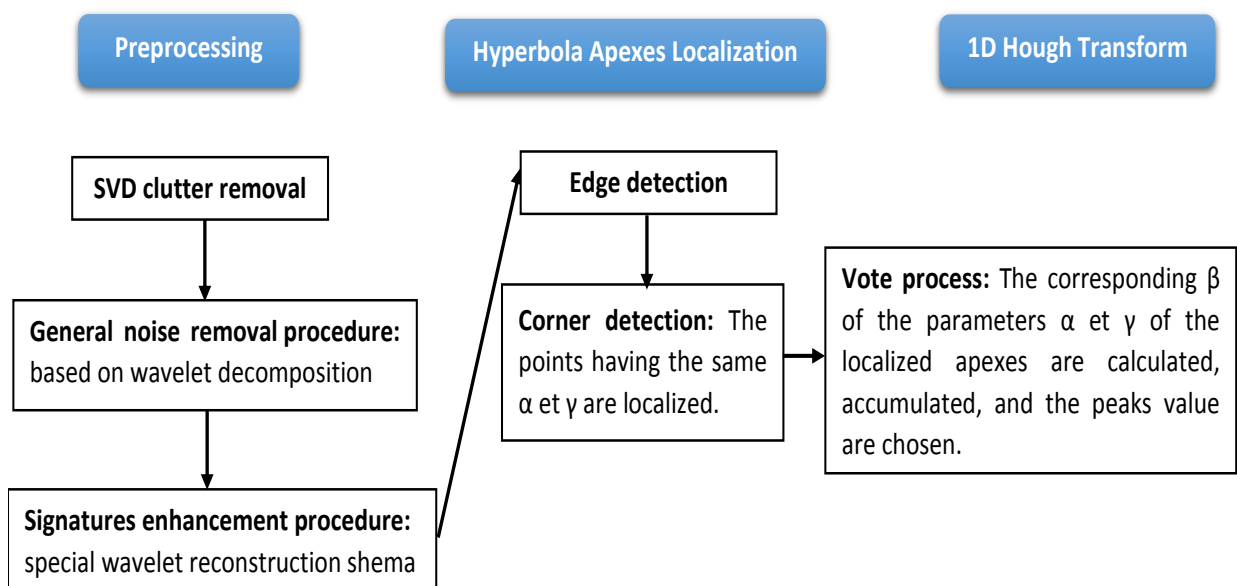 Preprocessing
Hyperbola Apexes Localization
1D Hough Transform
SVD clutter removal
General noise removal procedure:
based on wavelet decomposition
Signatures enhancement procedure:
special wavelet reconstruction shema
Edge detection
Corner detection: The
points having the same
α et γ are localized.
Vote process: The corresponding β
of the parameters α et γ of the
localized apexes are calculated,
accumulated, and the peaks value
are chosen.